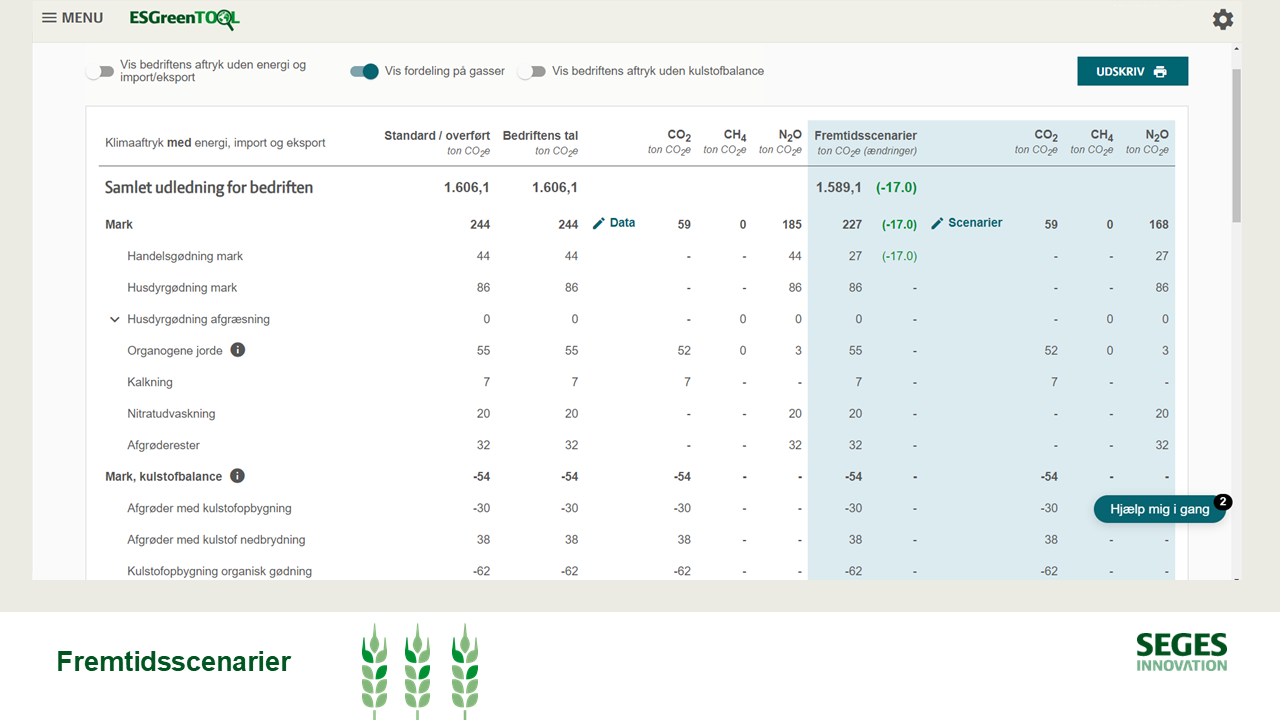 MENU ESGreenTOOL
Vis bedriftens aftryk uden energi og import/eksport
Vis fordeling på gasser
Vis bedriftens aftryk uden kulstofbalance
UDSKRIV
Klimaaftryk med energi, import og eksport Standard / overført Bedriftens tal CO2 CH4 N2O Fremtidsscenarier CO2 CH4 N2O
ton CO2e ton CO2e ton CO2e ton CO2e ton CO2e ton CO2e (ændringer) ton CO2e ton CO2e ton CO2e
Samlet udledning for bedriften 1.606,1 1.606,1 1.589,1 (-17.0)
Mark 244 244 Data 59 0 185 227 (-17.0) Scenarier 59 0 168
Handelsgødning mark 44 44 - - 44 27 (-17.0) - - 27
Husdyrgødning mark 86 86 - - 86 86 - - - 86
Husdyrgødning afgræsning 0 0 - 0 0 0 - - 0 0
Organogene jorde i 55 55 52 0 3 55 - 52 0 3
Kalkning 7 7 7 - - 7 - 7 - -
Nitratudvaskning 20 20 - - 20 20 - - - 20
Afgrøderester 32 32 - - 32 32 - - - 32
Mark, kulstofbalance i -54 -54 -54 - - -54 - -54 - -
Afgrøder med kulstofopbygning -30 -30 -30 - - -30 - -30 - -
Hjælp mig i gang 2
Afgrøder med kulstof nedbrydning 38 38 38 - - 38 - 38 - -
Kulstofopbygning organisk gødning -62 -62 -62 - - -62 - -62 - -
Fremtidsscenarier
SEGES
INNOVATION